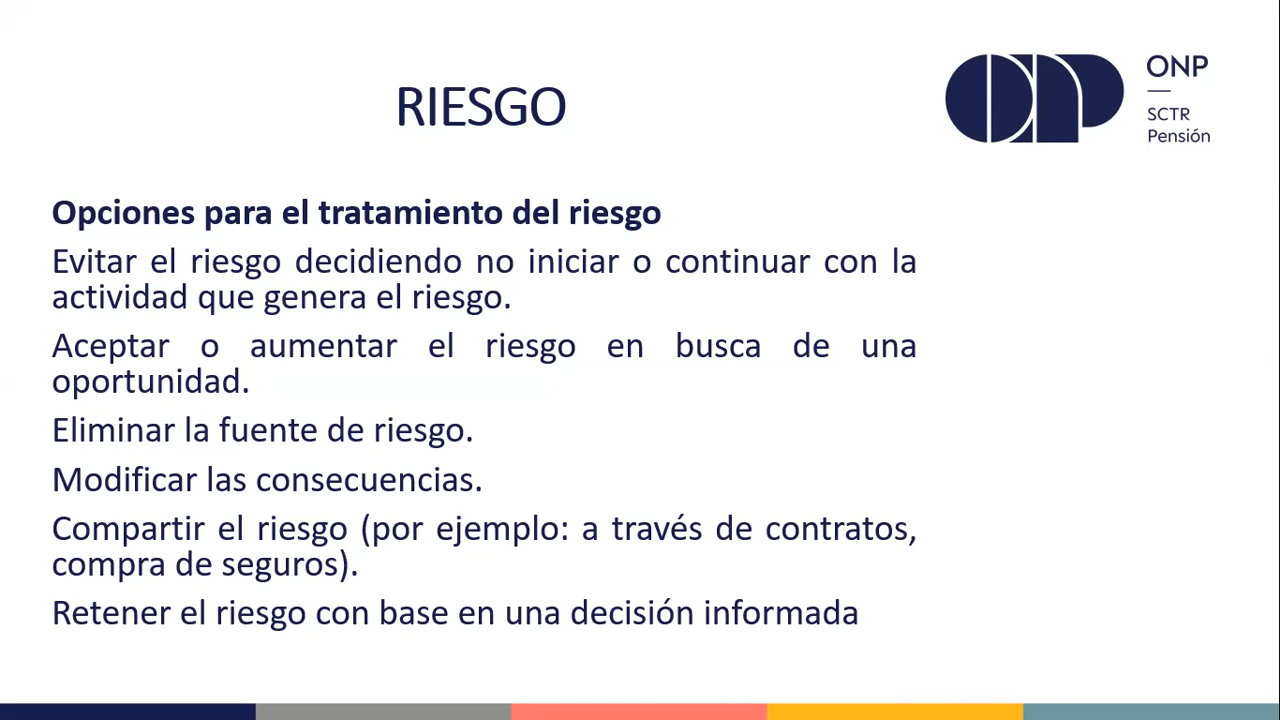 RIESGO
ONP
SCTR
Pensión
Opciones para el tratamiento del riesgo
Evitar el riesgo decidiendo no iniciar o continuar con la
actividad que genera el riesgo.
Aceptar o aumentar el riesgo en busca de una
oportunidad.
Eliminar la fuente de riesgo.
Modificar las consecuencias.
Compartir el riesgo (por ejemplo: a través de contratos,
compra de seguros).
Retener el riesgo con base en una decisión informada